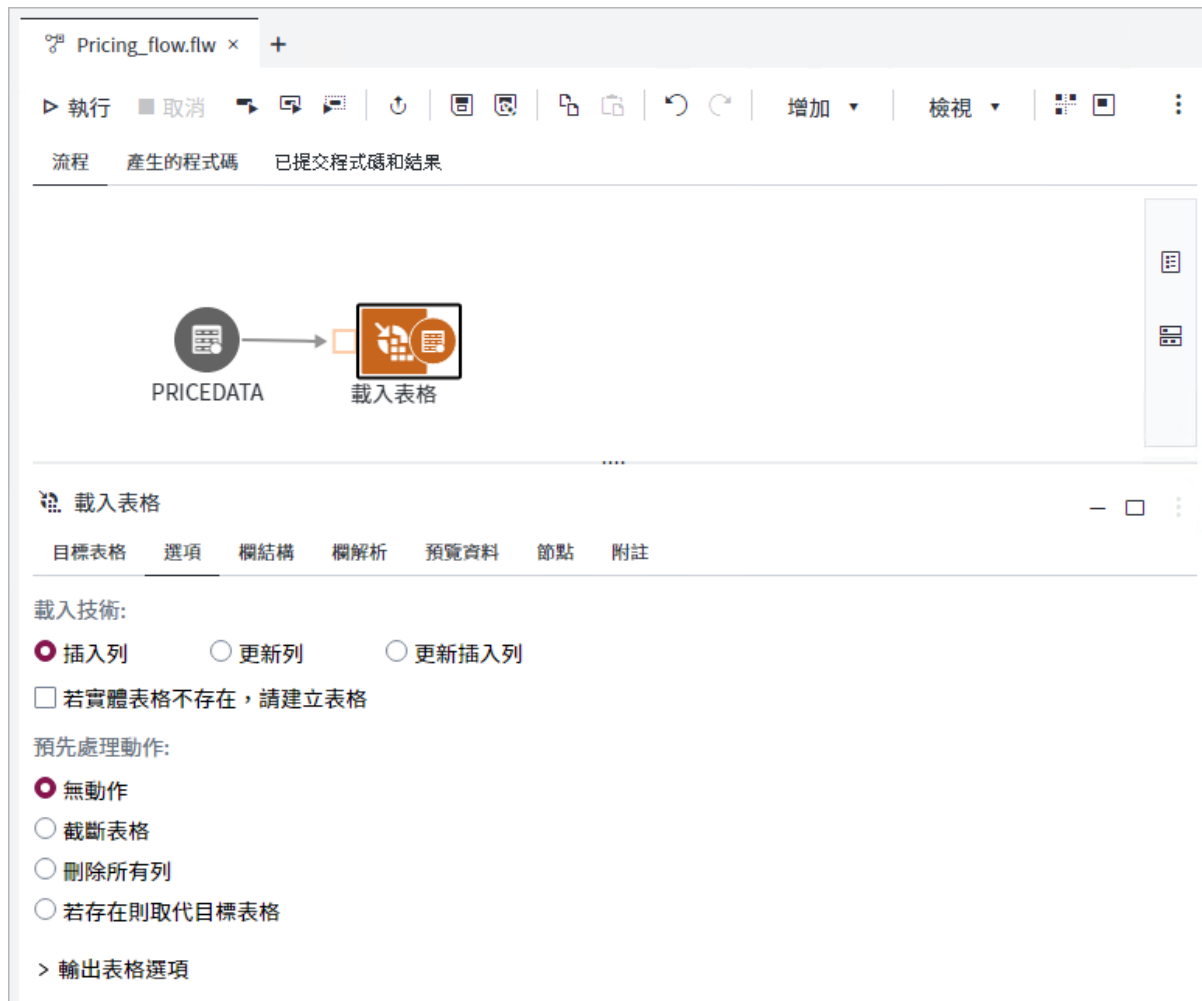 Pricing_flow.flw × +
執行 取消 增加 檢視
流程 產生的程式碼 已提交程式碼和結果
PRICEDATA 載入表格
載入表格
目標表格 選項 欄結構 欄解析 預覽資料 節點 附註
載入技術:
插入列 更新列 更新插入列
若實體表格不存在，請建立表格
預先處理動作:
無動作
截斷表格
刪除所有列
若存在則取代目標表格
> 輸出表格選項